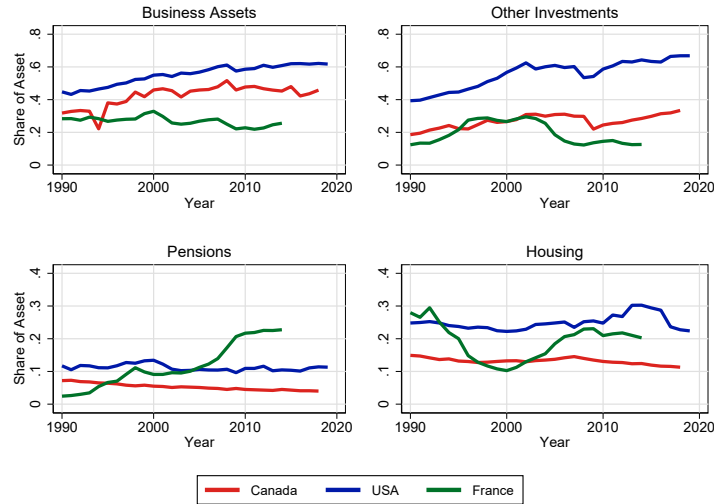 Business Assets
Other Investments
Share of Asset
.8
.6
.4
.2
0
1990 2000 2010 2020
Year
.8
.6
.4
.2
0
1990 2000 2010 2020
Year
Pensions
Housing
Share of Asset
.4
.3
.2
.1
0
1990 2000 2010 2020
Year
.4
.3
.2
.1
0
1990 2000 2010 2020
Year
Canada USA France